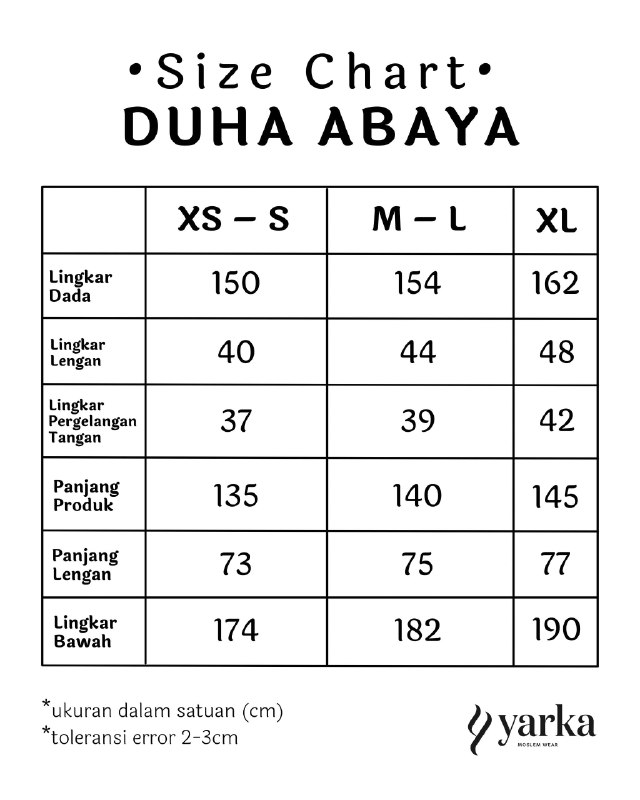 •Size Chart•
DUHA ABAYA
XS – S M – L XL
Lingkar Dada 150 154 162
Lingkar Lengan 40 44 48
Lingkar Pergelangan Tangan 37 39 42
Panjang Produk 135 140 145
Panjang Lengan 73 75 77
Lingkar Bawah 174 182 190
*ukuran dalam satuan (cm)
*toleransi error 2-3cm
yarka
MOSLEM WEAR